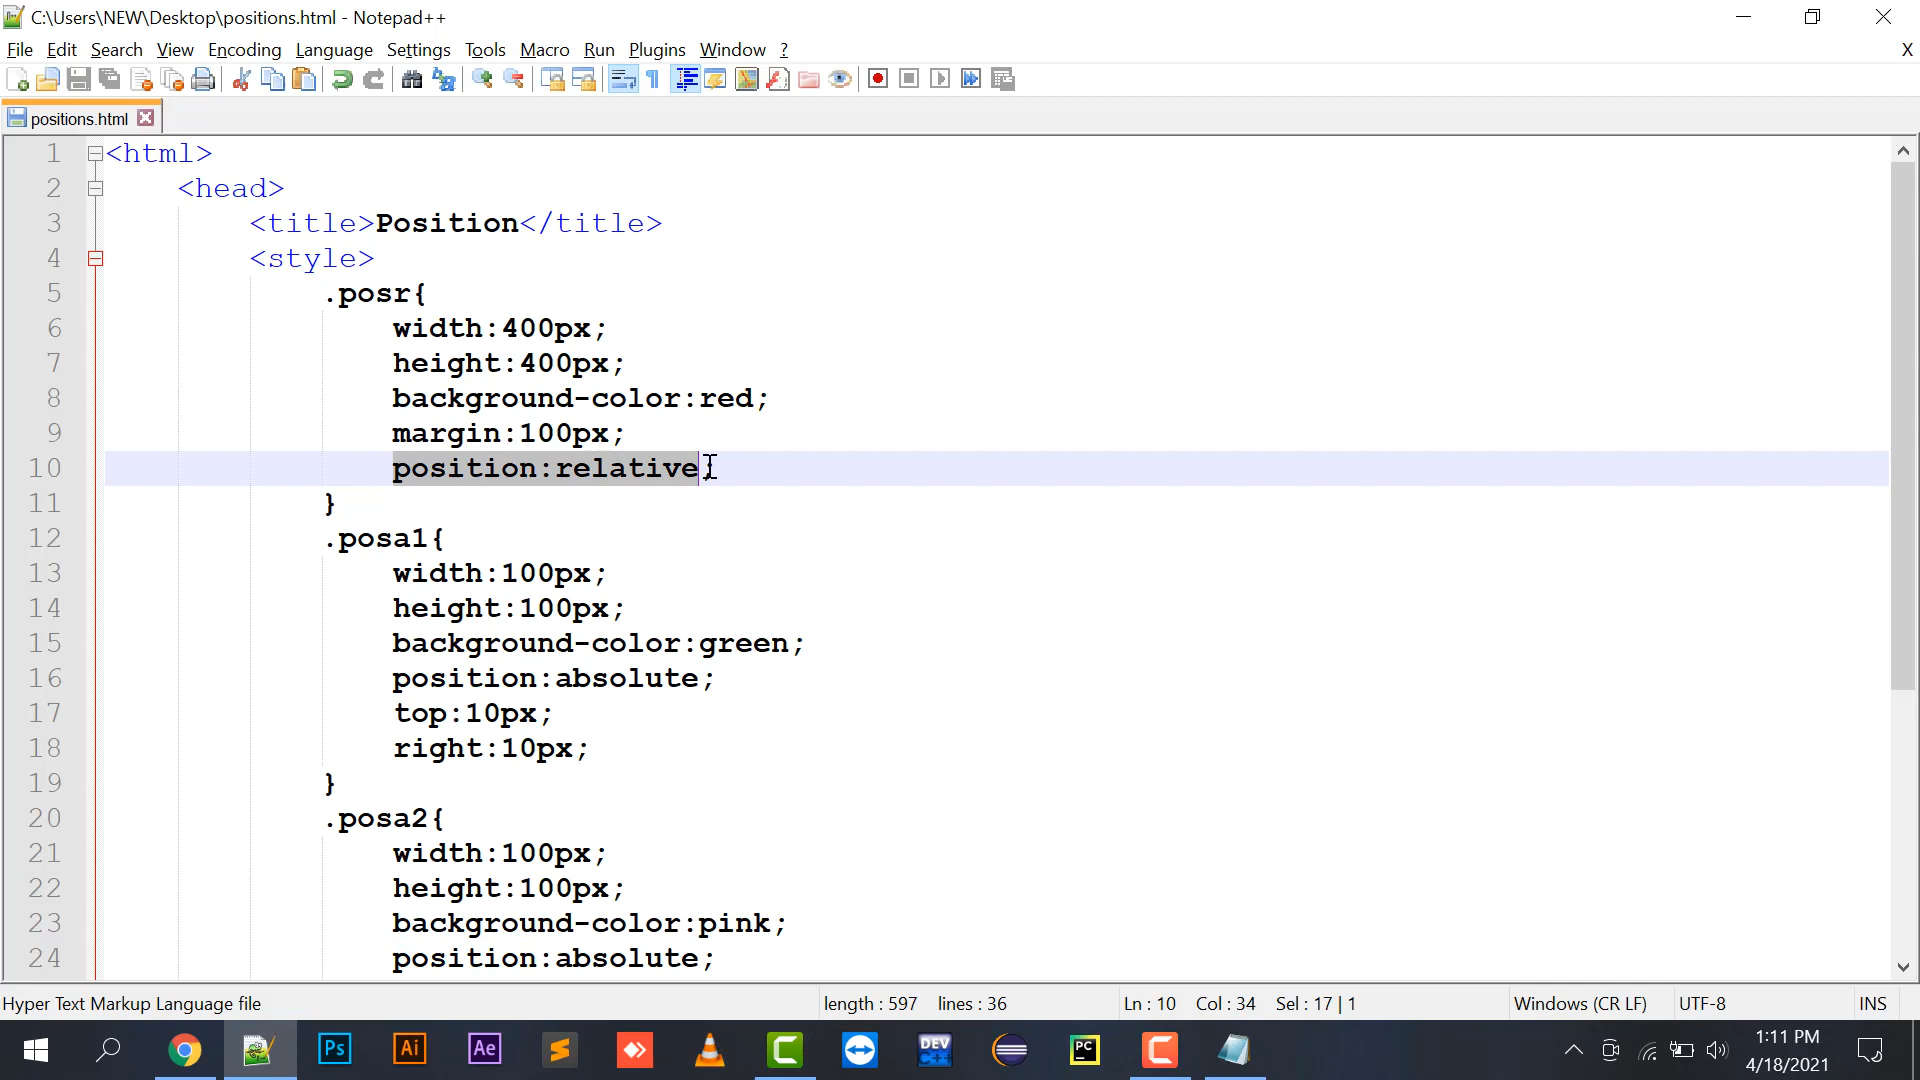 C:\Users\NEW\Desktop\positions.html - Notepad++
File Edit Search View Encoding Language Settings Tools Macro Run Plugins Window ? X
positions.html
1 <html>
2 <head>
3 <title>Position</title>
4 <style>
5 .posr{
6 width:400px;
7 height:400px;
8 background-color:red;
9 margin:100px;
10 position:relative;
11 }
12 .posa1{
13 width:100px;
14 height:100px;
15 background-color:green;
16 position:absolute;
17 top:10px;
18 right:10px;
19 }
20 .posa2{
21 width:100px;
22 height:100px;
23 background-color:pink;
24 position:absolute;
Hyper Text Markup Language file length : 597 lines : 36 Ln : 10 Col : 34 Sel : 17 | 1 Windows (CR LF) UTF-8 INS
Ps Ai Ae DEV C++ PC
1:11 PM
4/18/2021